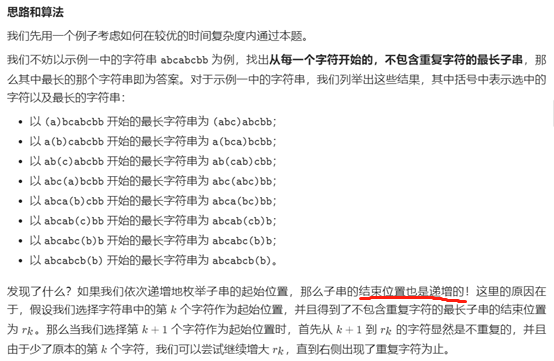 思路和算法
我们先用一个例子考虑如何在较优的时间复杂度内通过本题。
我们不妨以示例一中的字符串 abcabcbb 为例，找出从每一个字符开始的，不包含重复字符的最长子串，那
么其中最长的那个字符串即为答案。对于示例一中的字符串，我们列举出这些结果，其中括号中表示选中的
字符以及最长的字符串：
• 以 (a)bcabcbb 开始的最长字符串为 (abc)abcbb；
• 以 a(b)cabcbb 开始的最长字符串为 a(bca)bcbb；
• 以 ab(c)abcbb 开始的最长字符串为 ab(cab)cbb；
• 以 abc(a)bcbb 开始的最长字符串为 abc(abc)bb；
• 以 abca(b)cbb 开始的最长字符串为 abca(bc)bb；
• 以 abcab(c)bb 开始的最长字符串为 abcab(cb)b；
• 以 abcabc(b)b 开始的最长字符串为 abcabc(b)b；
• 以 abcabcb(b) 开始的最长字符串为 abcabcb(b)。
发现了什么？如果我们依次递增地枚举子串的起始位置，那么子串的结束位置也是递增的！这里的原因在
于，假设我们选择字符串中的第 k 个字符作为起始位置，并且得到了不包含重复字符的最长子串的结束位置
为 rₖ。那么当我们选择第 k + 1 个字符作为起始位置时，首先从 k + 1 到 rₖ 的字符显然是不重复的，并且
由于少了原本的第 k 个字符，我们可以尝试继续增大 rₖ，直到右侧出现了重复字符为止。